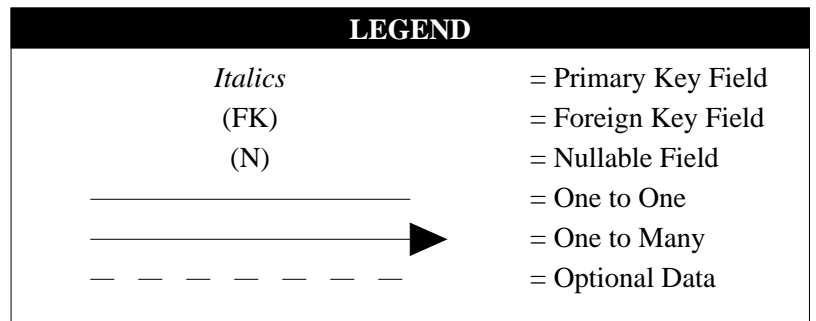 LEGEND
Italics = Primary Key Field
(FK) = Foreign Key Field
(N) = Nullable Field
= One to One
= One to Many
= Optional Data